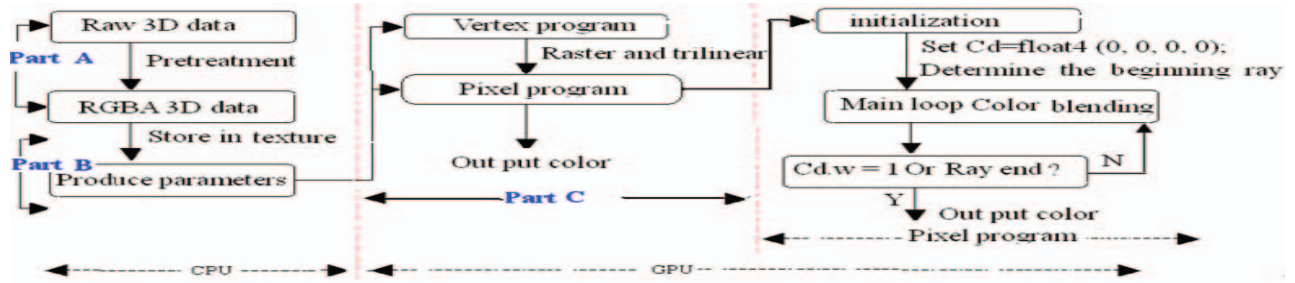 Raw 3D data
Part A
Pretreatment
RGBA 3D data
Store in texture
Part B
Produce parameters
CPU
Vertex program
Raster and trilinear
Pixel program
Out put color
Part C
initialization
Set Cd=float4 (0, 0, 0, 0);
Determine the beginning ray
Main loop Color blending
Cd.w = 1 Or Ray end ?
N
Y
Out put color
Pixel program
GPU